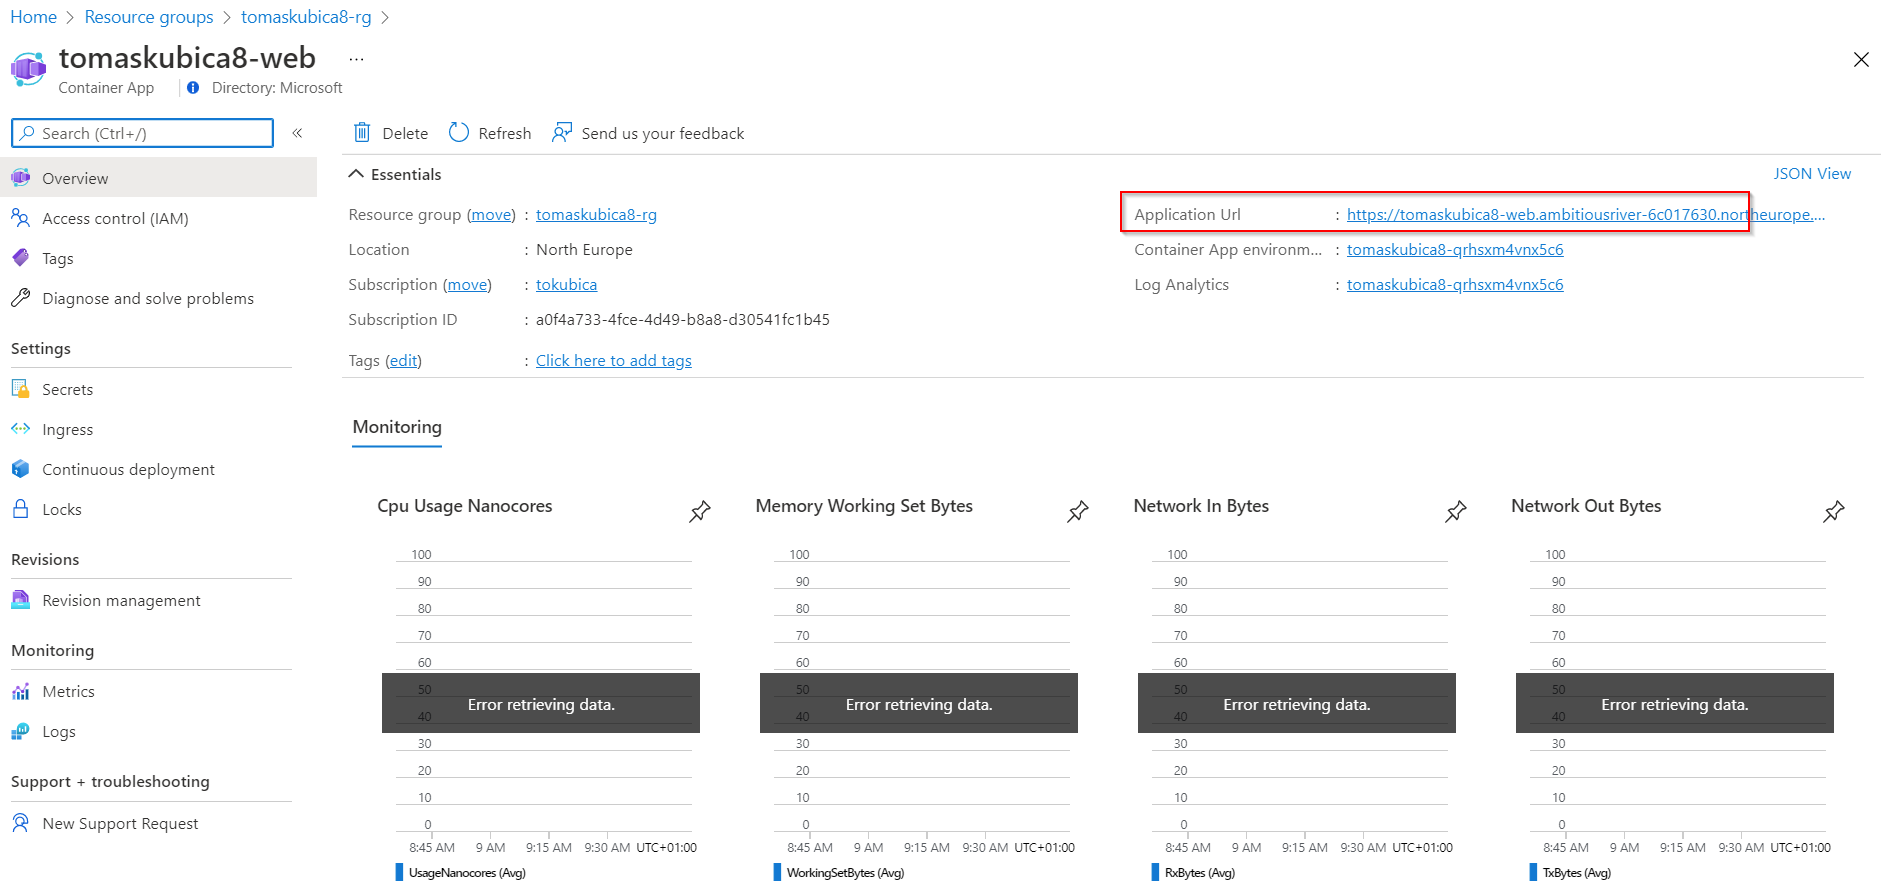 Home > Resource groups > tomaskubica8-rg >
tomaskubica8-web ...
Container App Directory: Microsoft
Search (Ctrl+/) «
Overview
Access control (IAM)
Tags
Diagnose and solve problems
Settings
Secrets
Ingress
Continuous deployment
Locks
Revisions
Revision management
Monitoring
Metrics
Logs
Support + troubleshooting
New Support Request
Delete Refresh Send us your feedback
Essentials JSON View
Resource group (move) : tomaskubica8-rg
Location : North Europe
Subscription (move) : tokubica
Subscription ID : a0f4a733-4fce-4d49-b8a8-d30541fc1b45
Tags (edit) : Click here to add tags
Application Url : https://tomaskubica8-web.ambitiousriver-6c017630.northeurope....
Container App environm... : tomaskubica8-qrhsxm4vnx5c6
Log Analytics : tomaskubica8-qrhsxm4vnx5c6
Monitoring
Cpu Usage Nanocores
100
90
80
70
60
50
Error retrieving data.
40
30
20
10
0
8:45 AM 9 AM 9:15 AM 9:30 AM UTC+01:00
UsageNanocores (Avg)
Memory Working Set Bytes
100
90
80
70
60
50
Error retrieving data.
40
30
20
10
0
8:45 AM 9 AM 9:15 AM 9:30 AM UTC+01:00
WorkingSetBytes (Avg)
Network In Bytes
100
90
80
70
60
50
Error retrieving data.
40
30
20
10
0
8:45 AM 9 AM 9:15 AM 9:30 AM UTC+01:00
RxBytes (Avg)
Network Out Bytes
100
90
80
70
60
50
Error retrieving data.
40
30
20
10
0
8:45 AM 9 AM 9:15 AM 9:30 AM UTC+01:00
TxBytes (Avg)